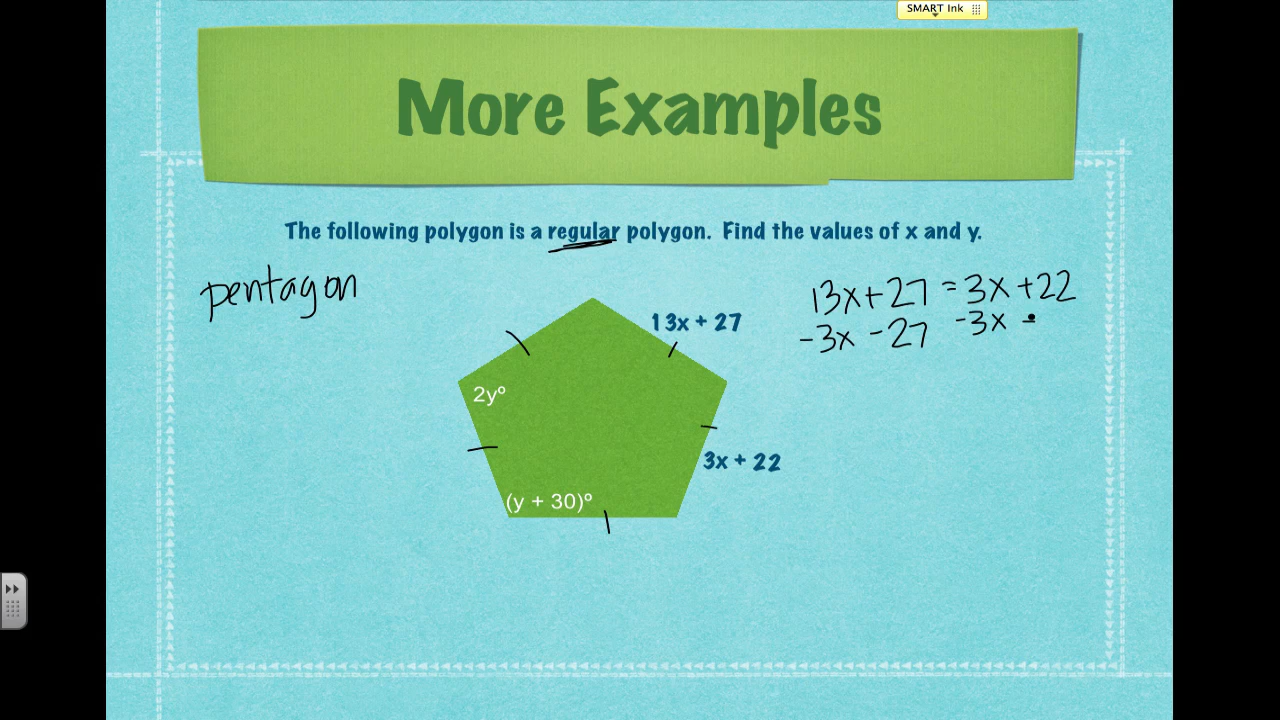 SMART Ink
More Examples
The following polygon is a regular polygon. Find the values of x and y.
pentagon
13x+27 = 3x+22
-3x -27 -3x -
13x + 27
2yº
3x + 22
(y + 30)º